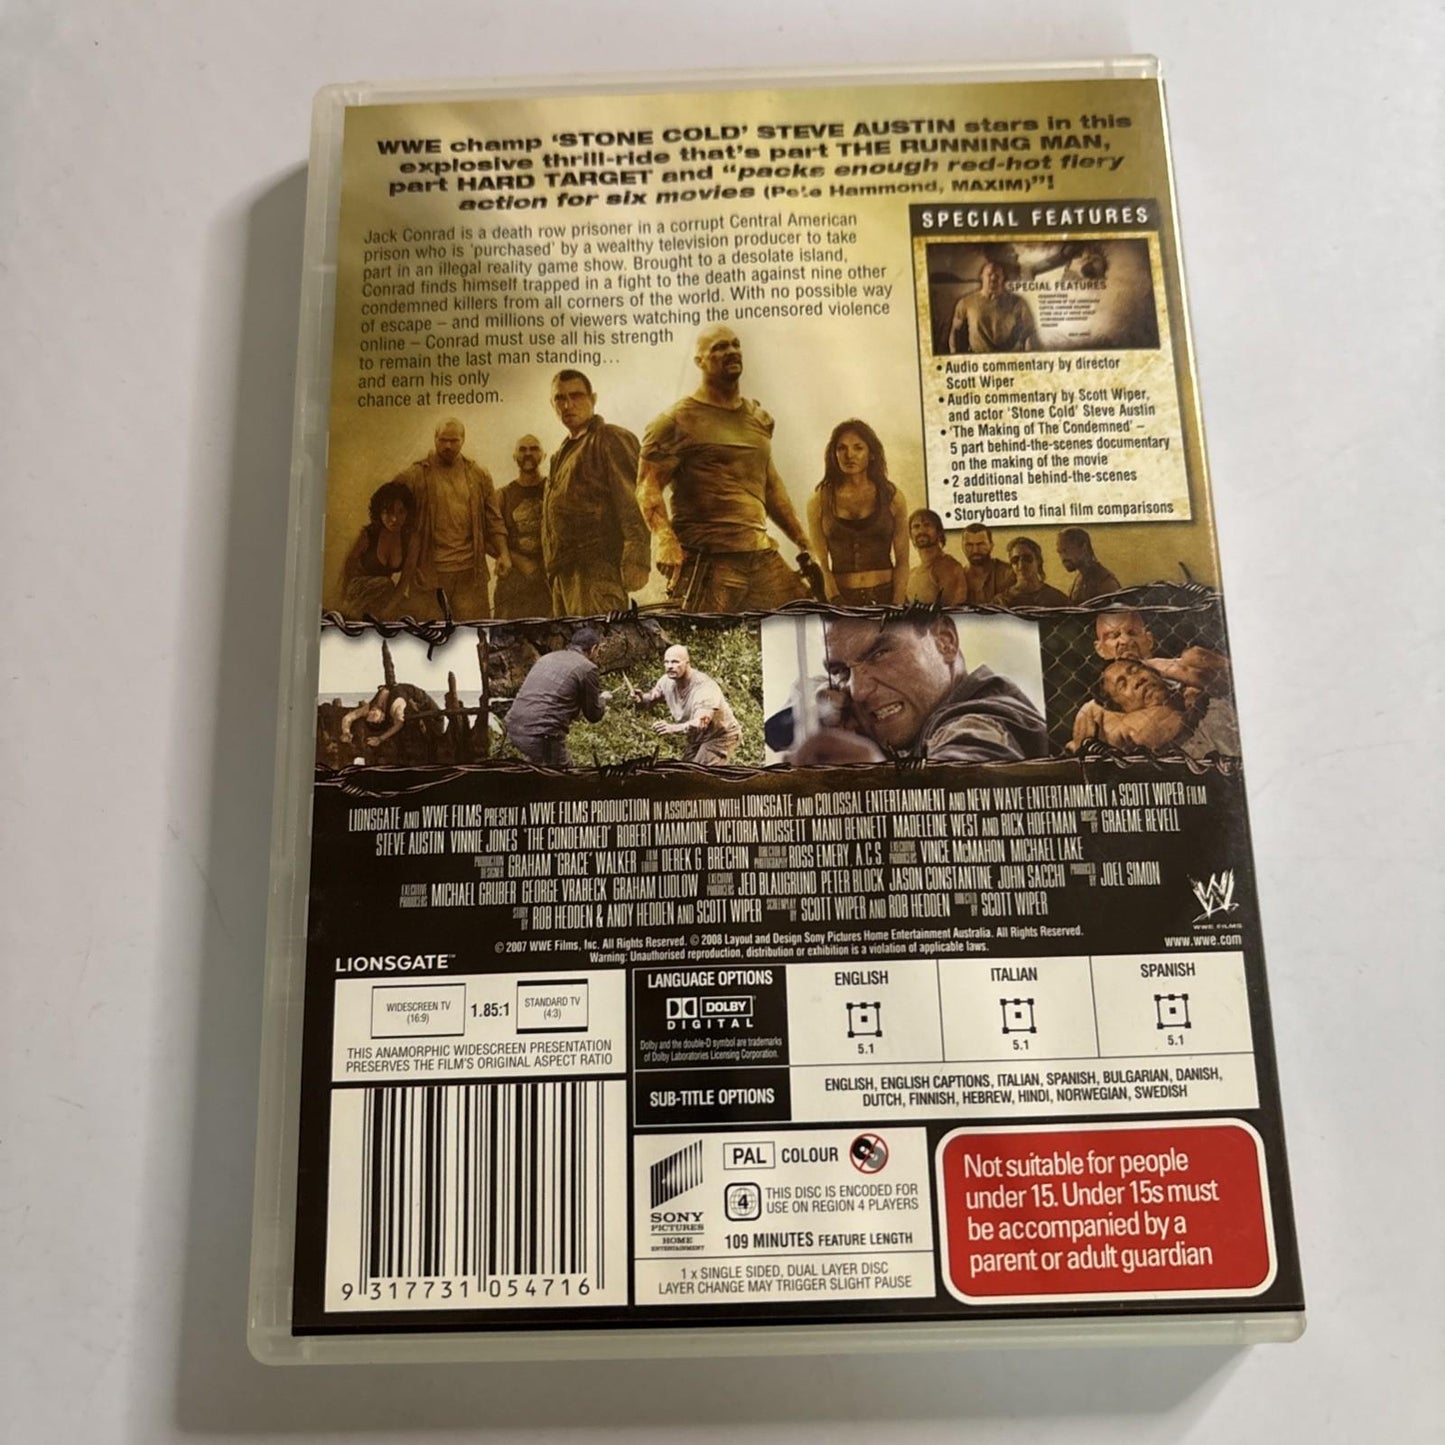 WWE champ ‘STONE COLD’ STEVE AUSTIN stars in this
explosive thrill-ride that's part THE RUNNING MAN,
part HARD TARGET and “packs enough red-hot fiery
action for six movies (Pete Hammond, MAXIM)”!
Jack Conrad is a death row prisoner in a corrupt Central American
prison who is 'purchased' by a wealthy television producer to take
part in an illegal reality game show. Brought to a desolate island,
Conrad finds himself trapped in a fight to the death against nine other
condemned killers from all corners of the world. With no possible way
of escape – and millions of viewers watching the uncensored violence
online – Conrad must use all his strength
to remain the last man standing…
and earn his only
chance at freedom.
SPECIAL FEATURES
SPECIAL FEATURES
• Audio commentary by director
Scott Wiper
• Audio commentary by Scott Wiper,
and actor 'Stone Cold' Steve Austin
• 'The Making of The Condemned' –
5 part behind-the-scenes documentary
on the making of the movie
• 2 additional behind-the-scenes
featurettes
• Storyboard to final film comparisons
LIONSGATE AND WWE FILMS PRESENT A WWE FILMS PRODUCTION IN ASSOCIATION WITH LIONSGATE AND COLOSSAL ENTERTAINMENT AND NEW WAVE ENTERTAINMENT A SCOTT WIPER FILM
STEVE AUSTIN VINNIE JONES "THE CONDEMNED" ROBERT MAMMONE VICTORIA MUSSETT MANU BENNETT MADELEINE WEST AND RICK HOFFMAN MUSIC BY GRAEME REVELL
PRODUCTION DESIGNER GRAHAM "GRACE" WALKER FILM EDITOR DEREK G. BRECHIN DIRECTOR OF PHOTOGRAPHY ROSS EMERY, A.C.S. EXECUTIVE PRODUCERS VINCE McMAHON MICHAEL LAKE
EXECUTIVE PRODUCERS MICHAEL GRUBER GEORGE VRABECK GRAHAM LUDLOW EXECUTIVE PRODUCERS JED BLAUGRUND PETER BLOCK JASON CONSTANTINE JOHN SACCHI PRODUCED BY JOEL SIMON
STORY BY ROB HEDDEN & ANDY HEDDEN AND SCOTT WIPER SCREENPLAY BY SCOTT WIPER AND ROB HEDDEN DIRECTED BY SCOTT WIPER
© 2007 WWE Films, Inc. All Rights Reserved. © 2008 Layout and Design Sony Pictures Home Entertainment Australia. All Rights Reserved.
Warning: Unauthorised reproduction, distribution or exhibition is a violation of applicable laws.
W
WWE FILMS
www.wwe.com
LIONSGATE™
WIDESCREEN TV
(16:9)
1.85:1
STANDARD TV
(4:3)
THIS ANAMORPHIC WIDESCREEN PRESENTATION
PRESERVES THE FILM'S ORIGINAL ASPECT RATIO
LANGUAGE OPTIONS
DOLBY
DIGITAL
Dolby and the double-D symbol are trademarks
of Dolby Laboratories Licensing Corporation.
ENGLISH
5.1
ITALIAN
5.1
SPANISH
5.1
SUB-TITLE OPTIONS
ENGLISH, ENGLISH CAPTIONS, ITALIAN, SPANISH, BULGARIAN, DANISH,
DUTCH, FINNISH, HEBREW, HINDI, NORWEGIAN, SWEDISH
9 317731 054716
SONY
PICTURES
HOME
ENTERTAINMENT
PAL COLOUR
4
THIS DISC IS ENCODED FOR
USE ON REGION 4 PLAYERS
109 MINUTES FEATURE LENGTH
1 x SINGLE SIDED, DUAL LAYER DISC
LAYER CHANGE MAY TRIGGER SLIGHT PAUSE
Not suitable for people
under 15. Under 15s must
be accompanied by a
parent or adult guardian